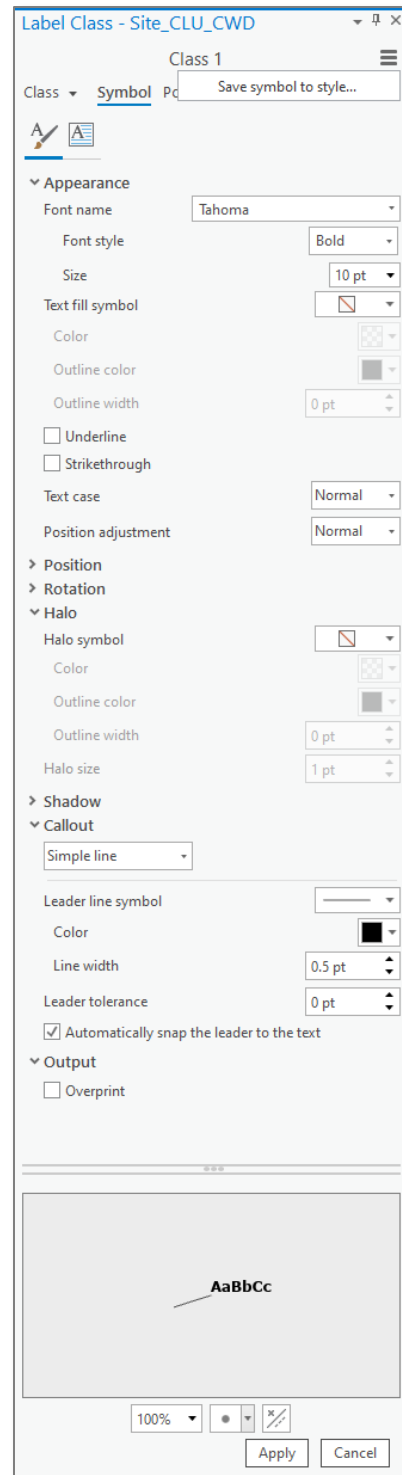 Label Class - Site_CLU_CWD
Class 1
Save symbol to style...
Class Symbol Po
Appearance
Font name Tahoma
Font style Bold
Size 10 pt
Text fill symbol
Color
Outline color
Outline width 0 pt
Underline
Strikethrough
Text case Normal
Position adjustment Normal
Position
Rotation
Halo
Halo symbol
Color
Outline color
Outline width 0 pt
Halo size 1 pt
Shadow
Callout
Simple line
Leader line symbol
Color
Line width 0.5 pt
Leader tolerance 0 pt
Automatically snap the leader to the text
Output
Overprint
AaBbCc
100%
Apply Cancel